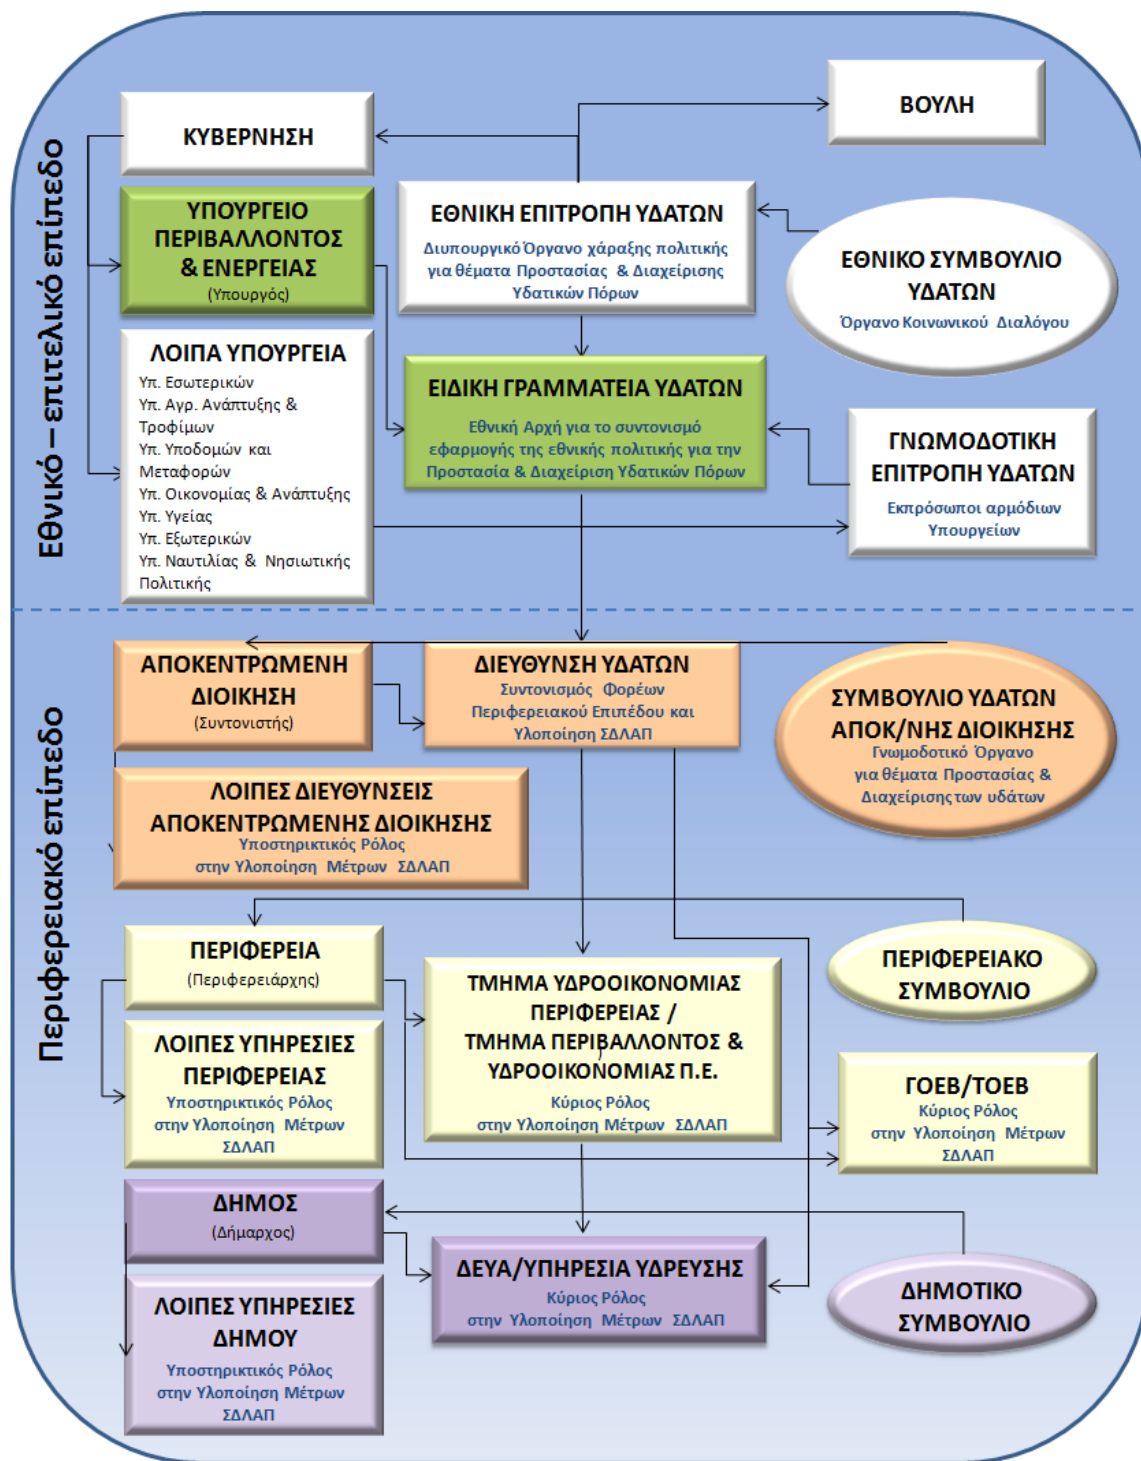 Εθνικό – επιτελικό επίπεδο
ΒΟΥΛΗ
ΚΥΒΕΡΝΗΣΗ
ΥΠΟΥΡΓΕΙΟ
ΠΕΡΙΒΑΛΛΟΝΤΟΣ
& ΕΝΕΡΓΕΙΑΣ
(Υπουργός)
ΕΘΝΙΚΗ ΕΠΙΤΡΟΠΗ ΥΔΑΤΩΝ
Διυπουργικό Όργανο χάραξης πολιτικής
για θέματα Προστασίας & Διαχείρισης
Υδατικών Πόρων
ΕΘΝΙΚΟ ΣΥΜΒΟΥΛΙΟ
ΥΔΑΤΩΝ
Όργανο Κοινωνικού Διαλόγου
ΛΟΙΠΑ ΥΠΟΥΡΓΕΙΑ
Υπ. Εσωτερικών
Υπ. Αγρ. Ανάπτυξης &
Τροφίμων
Υπ. Υποδομών και
Μεταφορών
Υπ. Οικονομίας & Ανάπτυξης
Υπ. Υγείας
Υπ. Εξωτερικών
Υπ. Ναυτιλίας & Νησιωτικής
Πολιτικής
ΕΙΔΙΚΗ ΓΡΑΜΜΑΤΕΙΑ ΥΔΑΤΩΝ
Εθνική Αρχή για το συντονισμό
εφαρμογής της εθνικής πολιτικής για την
Προστασία & Διαχείριση Υδατικών Πόρων
ΓΝΩΜΟΔΟΤΙΚΗ
ΕΠΙΤΡΟΠΗ ΥΔΑΤΩΝ
Εκπρόσωποι αρμόδιων
Υπουργείων
Περιφερειακό επίπεδο
ΑΠΟΚΕΝΤΡΩΜΕΝΗ
ΔΙΟΙΚΗΣΗ
(Συντονιστής)
ΔΙΕΥΘΥΝΣΗ ΥΔΑΤΩΝ
Συντονισμός Φορέων
Περιφερειακού Επιπέδου και
Υλοποίηση ΣΔΛΑΠ
ΣΥΜΒΟΥΛΙΟ ΥΔΑΤΩΝ
ΑΠΟΚ/ΝΗΣ ΔΙΟΙΚΗΣΗΣ
Γνωμοδοτικό Όργανο
για θέματα Προστασίας &
Διαχείρισης των υδάτων
ΛΟΙΠΕΣ ΔΙΕΥΘΥΝΣΕΙΣ
ΑΠΟΚΕΝΤΡΩΜΕΝΗΣ ΔΙΟΙΚΗΣΗΣ
Υποστηρικτικός Ρόλος
στην Υλοποίηση Μέτρων ΣΔΛΑΠ
ΠΕΡΙΦΕΡΕΙΑ
(Περιφερειάρχης)
ΤΜΗΜΑ ΥΔΡΟΟΙΚΟΝΟΜΙΑΣ
ΠΕΡΙΦΕΡΕΙΑΣ /
ΤΜΗΜΑ ΠΕΡΙΒΑΛΛΟΝΤΟΣ &
ΥΔΡΟΟΙΚΟΝΟΜΙΑΣ Π.Ε.
Κύριος Ρόλος
στην Υλοποίηση Μέτρων ΣΔΛΑΠ
ΠΕΡΙΦΕΡΕΙΑΚΟ
ΣΥΜΒΟΥΛΙΟ
ΛΟΙΠΕΣ ΥΠΗΡΕΣΙΕΣ
ΠΕΡΙΦΕΡΕΙΑΣ
Υποστηρικτικός Ρόλος
στην Υλοποίηση Μέτρων
ΣΔΛΑΠ
ΓΟΕΒ/ΤΟΕΒ
Κύριος Ρόλος
στην Υλοποίηση Μέτρων
ΣΔΛΑΠ
ΔΗΜΟΣ
(Δήμαρχος)
ΔΕΥΑ/ΥΠΗΡΕΣΙΑ ΥΔΡΕΥΣΗΣ
Κύριος Ρόλος
στην Υλοποίηση Μέτρων ΣΔΛΑΠ
ΔΗΜΟΤΙΚΟ
ΣΥΜΒΟΥΛΙΟ
ΛΟΙΠΕΣ ΥΠΗΡΕΣΙΕΣ
ΔΗΜΟΥ
Υποστηρικτικός Ρόλος
στην Υλοποίηση Μέτρων
ΣΔΛΑΠ